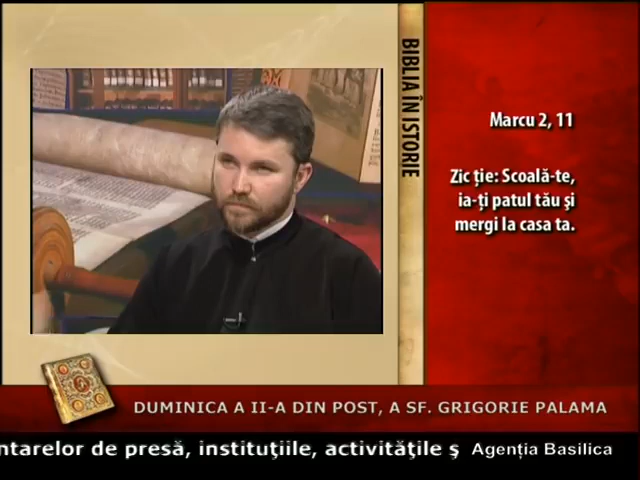 BIBLIA ÎN ISTORIE
Marcu 2, 11
Zic ţie: Scoală-te,
ia-ţi patul tău şi
mergi la casa ta.
DUMINICA A II-A DIN POST, A SF. GRIGORIE PALAMA
ntarelor de presă, instituţiile, activităţile ş
Agenţia Basilica